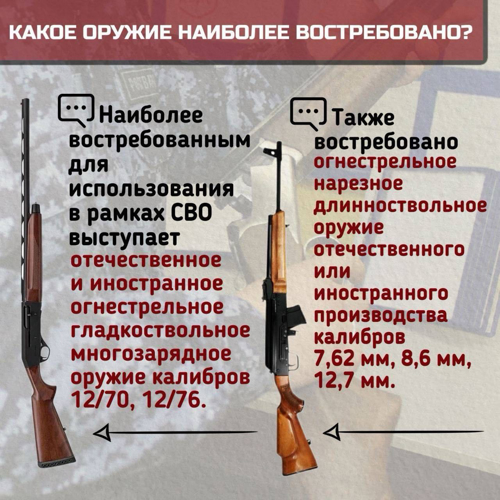 КАКОЕ ОРУЖИЕ НАИБОЛЕЕ ВОСТРЕБОВАНО?
Наиболее
востребованным
для
использования
в рамках СВО
выступает
отечественное
и иностранное
огнестрельное
гладкоствольное
многозарядное
оружие калибров
12/70, 12/76.
Также
востребовано
огнестрельное
нарезное
длинноствольное
оружие
отечественного
или
иностранного
производства
калибров
7,62 мм, 8,6 мм,
12,7 мм.